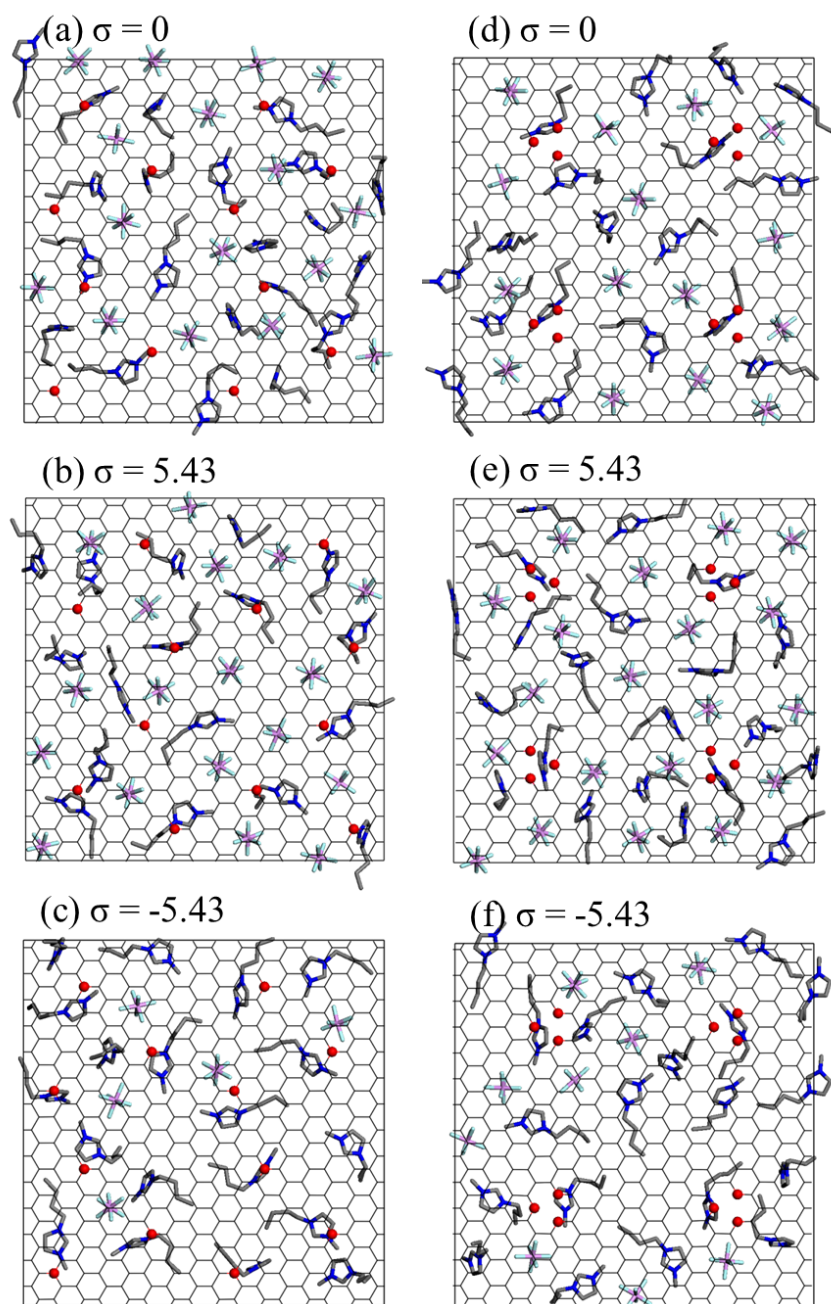 (a) σ = 0
(d) σ = 0
(b) σ = 5.43
(e) σ = 5.43
(c) σ = -5.43
(f) σ = -5.43